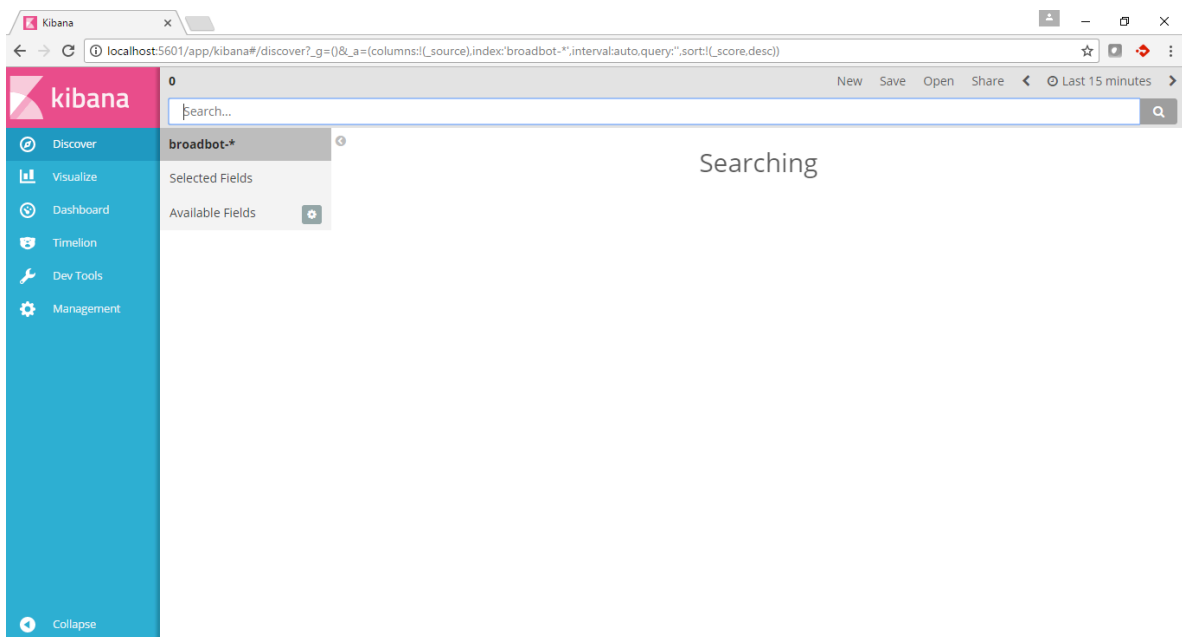 Kibana
localhost:5601/app/kibana#/discover?_g=()&_a=(columns:!(_source),index:'broadbot-*',interval:auto,query:'',sort:!(_score,desc))
kibana
0
New Save Open Share Last 15 minutes
Search...
Discover
Visualize
Dashboard
Timelion
Dev Tools
Management
Collapse
broadbot-*
Selected Fields
Available Fields
Searching